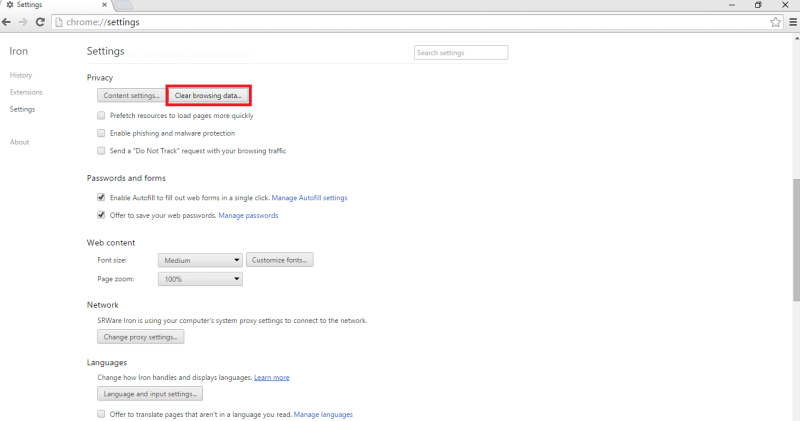 Settings
chrome://settings
Iron
Settings
Search settings
History
Extensions
Settings
About
Privacy
Content settings...
Clear browsing data...
Prefetch resources to load pages more quickly
Enable phishing and malware protection
Send a "Do Not Track" request with your browsing traffic
Passwords and forms
Enable Autofill to fill out web forms in a single click. Manage Autofill settings
Offer to save your web passwords. Manage passwords
Web content
Font size:
Medium
Customize fonts...
Page zoom:
100%
Network
SRWare Iron is using your computer's system proxy settings to connect to the network.
Change proxy settings...
Languages
Change how Iron handles and displays languages. Learn more
Language and input settings...
Offer to translate pages that aren't in a language you read. Manage languages